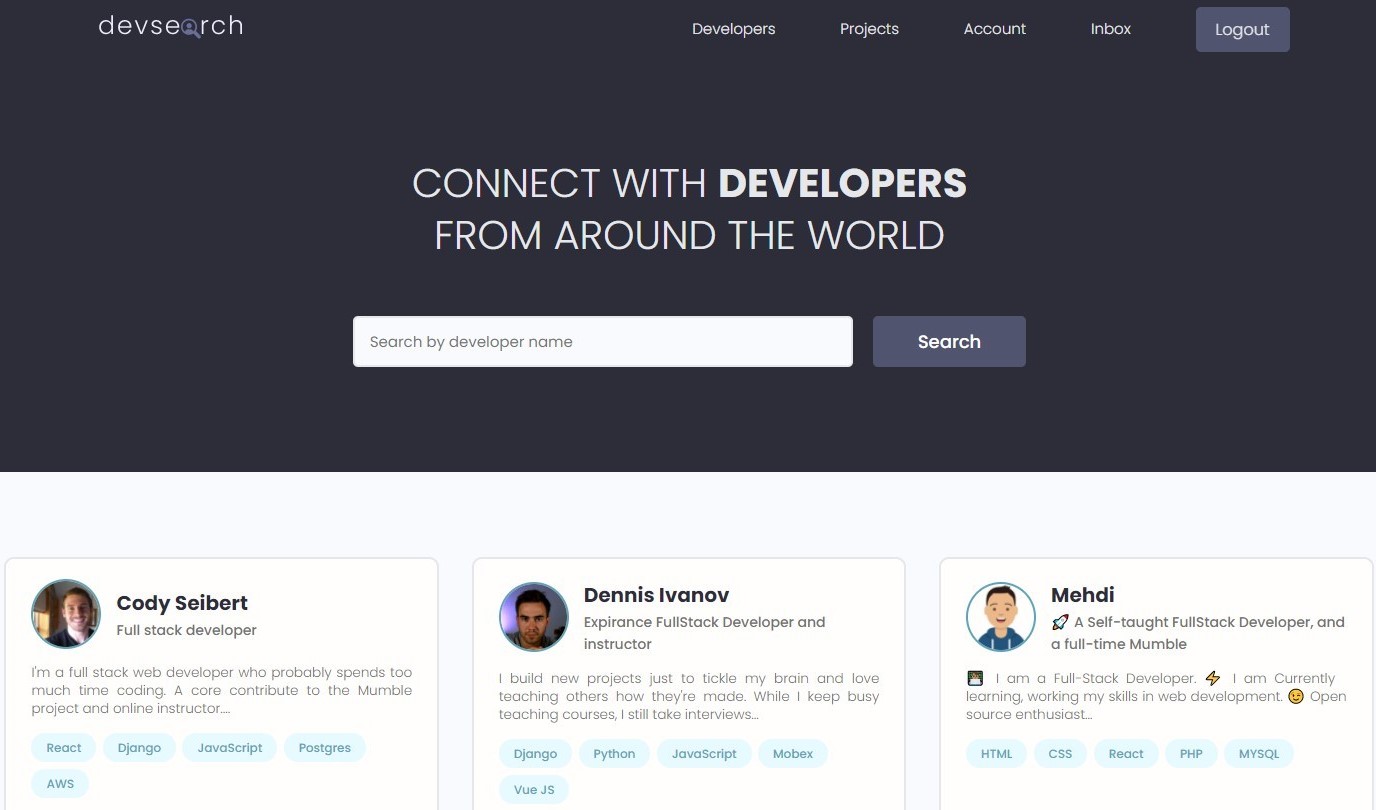 devsearch
Developers
Projects
Account
Inbox
Logout
CONNECT WITH DEVELOPERS
FROM AROUND THE WORLD
Search by developer name
Search
Cody Seibert
Full stack developer
I'm a full stack web developer who probably spends too
much time coding. A core contribute to the Mumble
project and online instructor....
React
Django
JavaScript
Postgres
AWS
Dennis Ivanov
Expirance FullStack Developer and
instructor
I build new projects just to tickle my brain and love
teaching others how they're made. While I keep busy
teaching courses, I still take interviews...
Django
Python
JavaScript
Mobex
Vue JS
Mehdi
🚀 A Self-taught FullStack Developer, and
a full-time Mumble
👨🏻‍💻 I am a Full-Stack Developer. ⚡ I am Currently
learning, working my skills in web development. 😉 Open
source enthusiast...
HTML
CSS
React
PHP
MYSQL